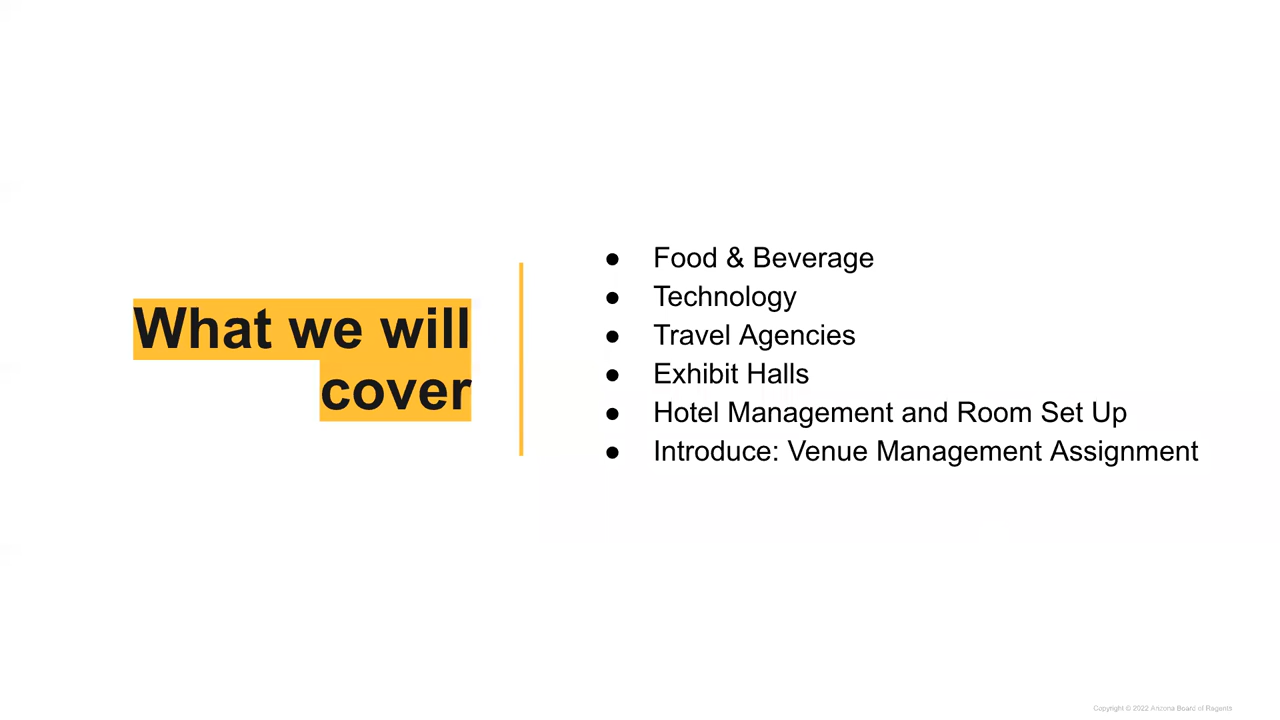 What we will
cover
● Food & Beverage
● Technology
● Travel Agencies
● Exhibit Halls
● Hotel Management and Room Set Up
● Introduce: Venue Management Assignment
Copyright © 2022 Arizona Board of Regents